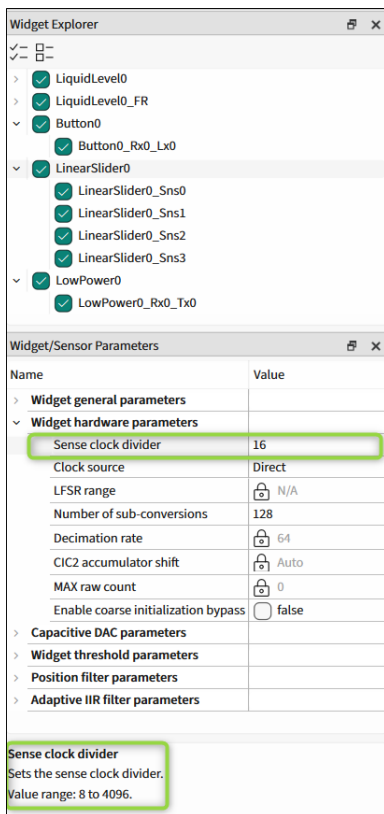 Widget Explorer
LiquidLevel0
LiquidLevel0_FR
Button0
Button0_Rx0_Lx0
LinearSlider0
LinearSlider0_Sns0
LinearSlider0_Sns1
LinearSlider0_Sns2
LinearSlider0_Sns3
LowPower0
LowPower0_Rx0_Tx0
Widget/Sensor Parameters
Name Value
Widget general parameters
Widget hardware parameters
Sense clock divider 16
Clock source Direct
LFSR range N/A
Number of sub-conversions 128
Decimation rate 64
CIC2 accumulator shift Auto
MAX raw count 0
Enable coarse initialization bypass false
Capacitive DAC parameters
Widget threshold parameters
Position filter parameters
Adaptive IIR filter parameters
Sense clock divider
Sets the sense clock divider.
Value range: 8 to 4096.